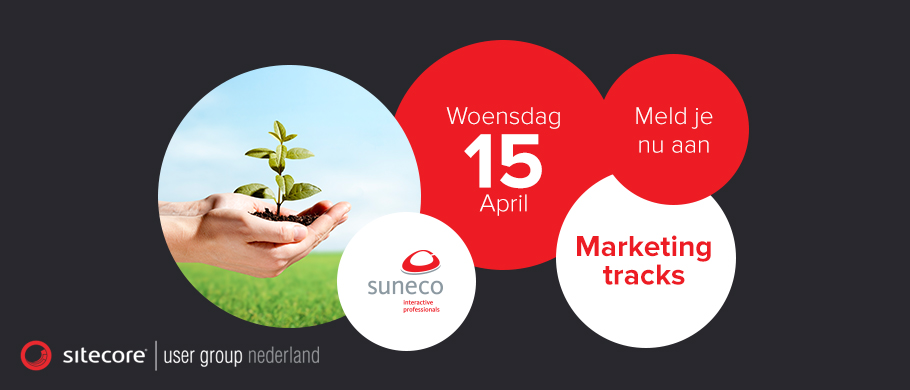 Woensdag
15
April
Meld je
nu aan
Marketing
tracks
suneco
interactive
professionals
sitecore | user group nederland